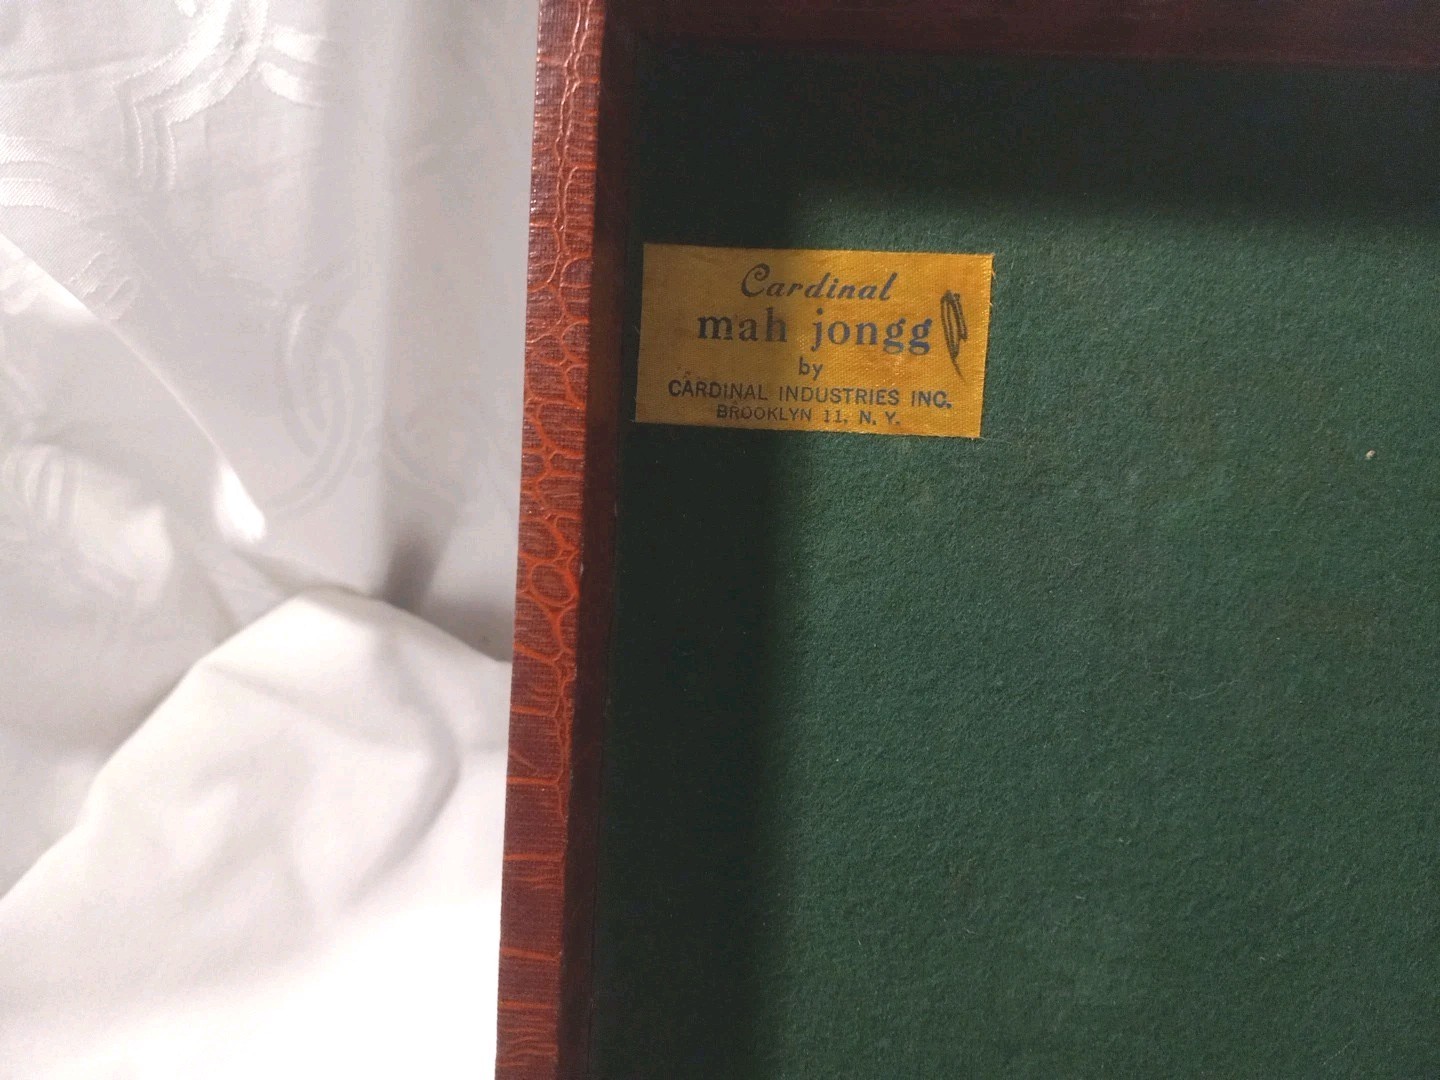 Cardinal
mah jongg
by
CARDINAL INDUSTRIES INC.
BROOKLYN 11, N. Y.